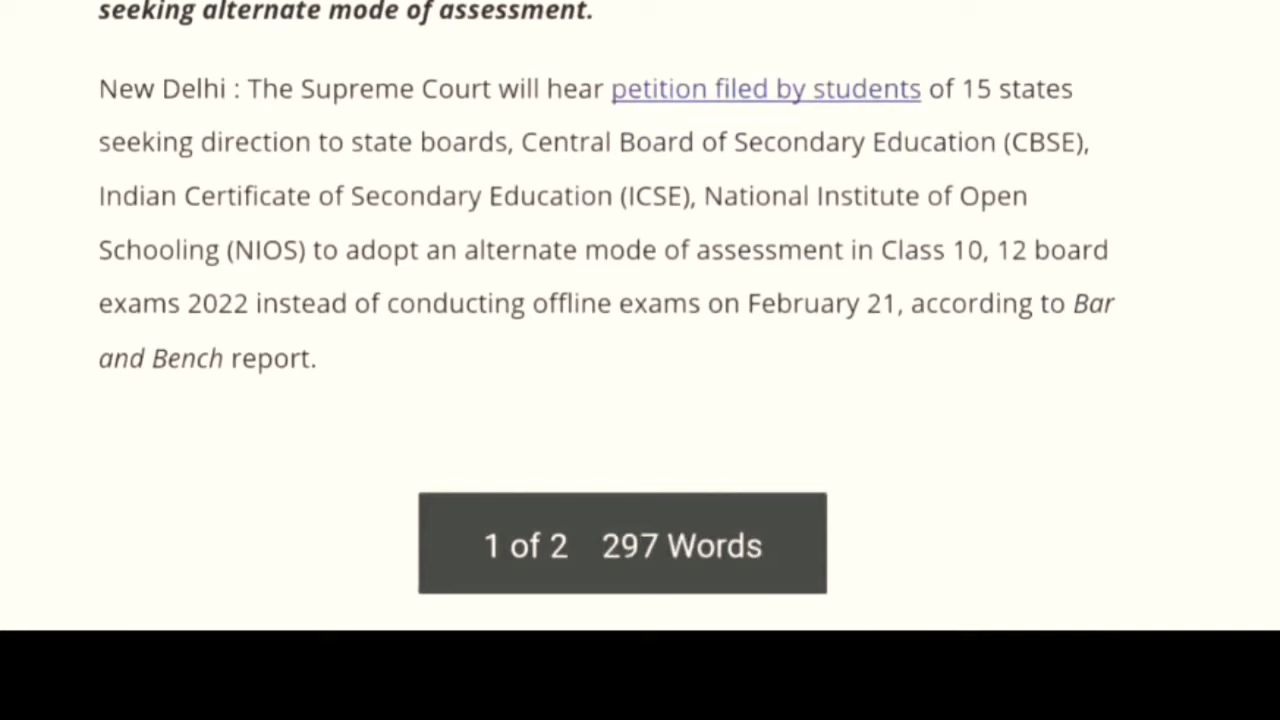 seeking alternate mode of assessment.
New Delhi : The Supreme Court will hear petition filed by students of 15 states
seeking direction to state boards, Central Board of Secondary Education (CBSE),
Indian Certificate of Secondary Education (ICSE), National Institute of Open
Schooling (NIOS) to adopt an alternate mode of assessment in Class 10, 12 board
exams 2022 instead of conducting offline exams on February 21, according to Bar
and Bench report.
1 of 2 297 Words